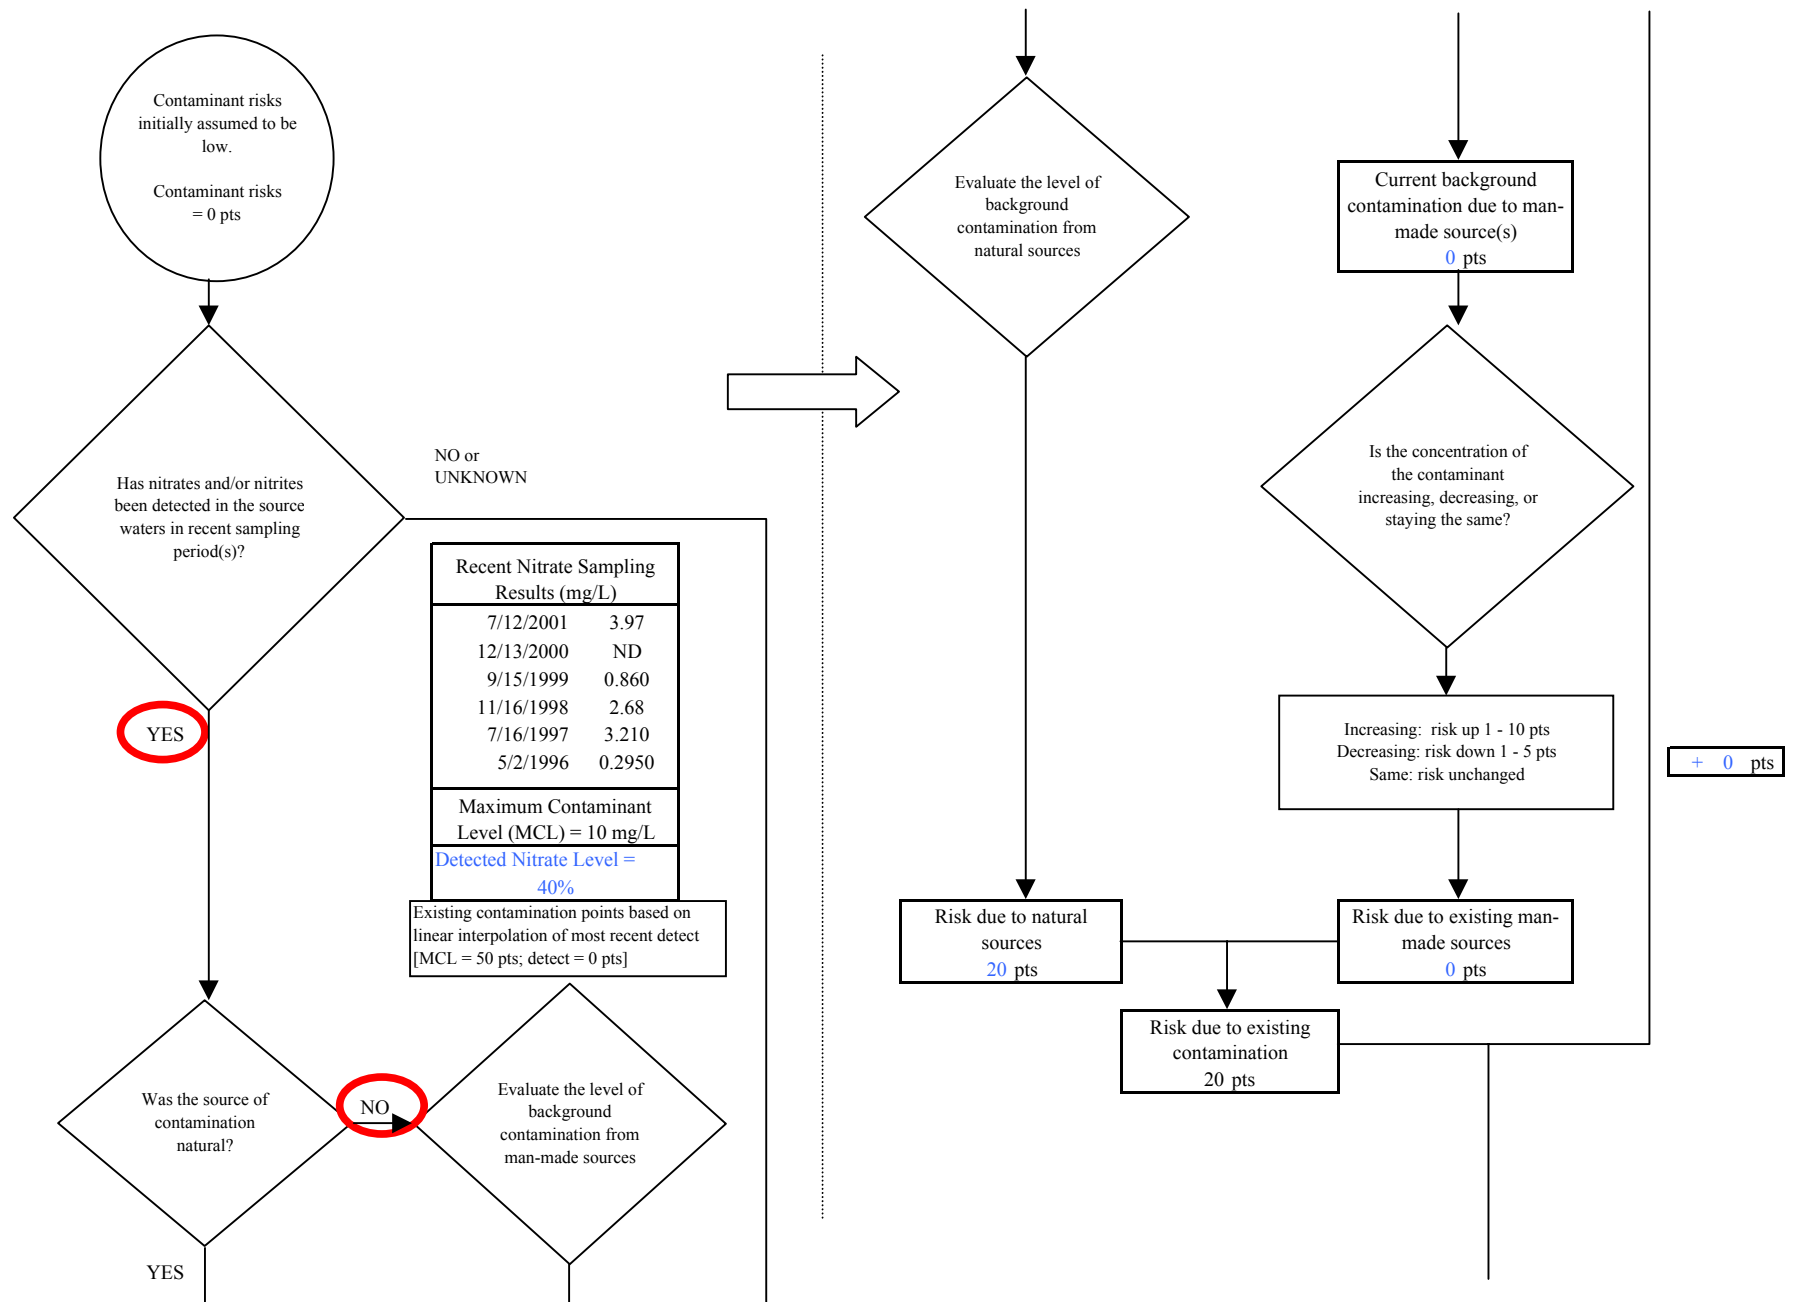 Contaminant risks
initially assumed to be
low.
Contaminant risks
= 0 pts
Has nitrates and/or nitrites
been detected in the source
waters in recent sampling
period(s)?
NO or
UNKNOWN
YES
Recent Nitrate Sampling
Results (mg/L)
7/12/2001 3.97
12/13/2000 ND
9/15/1999 0.860
11/16/1998 2.68
7/16/1997 3.210
5/2/1996 0.2950
Maximum Contaminant
Level (MCL) = 10 mg/L
Detected Nitrate Level =
40%
Existing contamination points based on
linear interpolation of most recent detect
[MCL = 50 pts; detect = 0 pts]
Was the source of
contamination
natural?
NO
YES
Evaluate the level of
background
contamination from
man-made sources
Evaluate the level of
background
contamination from
natural sources
Current background
contamination due to man-
made source(s)
0 pts
Is the concentration of
the contaminant
increasing, decreasing, or
staying the same?
Increasing: risk up 1 - 10 pts
Decreasing: risk down 1 - 5 pts
Same: risk unchanged
+ 0 pts
Risk due to natural
sources
20 pts
Risk due to existing man-
made sources
0 pts
Risk due to existing
contamination
20 pts